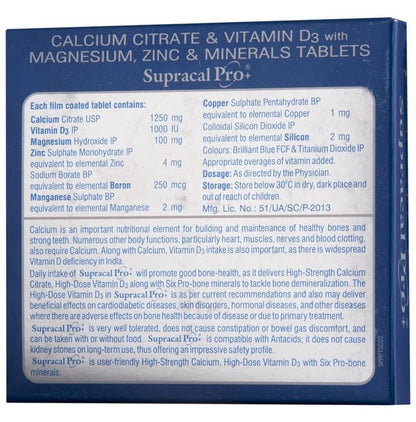 CALCIUM CITRATE & VITAMIN D3 with
MAGNESIUM, ZINC & MINERALS TABLETS
Supracal Pro+
Each film coated tablet contains:
Calcium Citrate USP 1250 mg
Vitamin D3 IP 1000 IU
Magnesium Hydroxide IP 100 mg
Zinc Sulphate Monohydrate IP
equivalent to elemental Zinc 4 mg
Sodium Borate BP
equivalent to elemental Boron 250 mcg
Manganese Sulphate BP
equivalent to elemental Manganese 2 mg
Copper Sulphate Pentahydrate BP
equivalent to elemental Copper 1 mg
Colloidal Silicon Dioxide IP
equivalent to elemental Silicon 2 mg
Colours: Brilliant Blue FCF & Titanium Dioxide IP
Appropriate overages of vitamin added.
Dosage: As directed by the Physician.
Storage: Store below 30°C in dry, dark place and
out of reach of children.
Mfg. Lic. No.: 51/UA/SC/P-2013
Calcium is an important nutritional element for building and maintenance of healthy bones and
strong teeth. Numerous other body functions, particularly heart, muscles, nerves and blood clotting,
also require Calcium. Along with Calcium, Vitamin D3 intake is also important, as there is widespread
Vitamin D deficiency in India.
Daily intake of Supracal Pro+ will promote good bone-health, as it delivers High-Strength Calcium
Citrate, High-Dose Vitamin D3 along with Six Pro-bone minerals to tackle bone demineralization. The
High-Dose Vitamin D3 in Supracal Pro+ is as per current recommendations and also may deliver
beneficial effects on cardiodiabetic diseases, skin disorders, hormonal diseases, and other diseases
where there are adverse effects on bone health because of disease or due to primary treatment.
Supracal Pro+ is very well tolerated, does not cause constipation or bowel gas discomfort, and
can be taken with or without food. Supracal Pro+ is compatible with Antacids; it does not cause
kidney stones on long-term use, thus offering an impressive safety profile.
Supracal Pro+ is user-friendly High-Strength Calcium, High-Dose Vitamin D3 with Six Pro-bone
minerals.